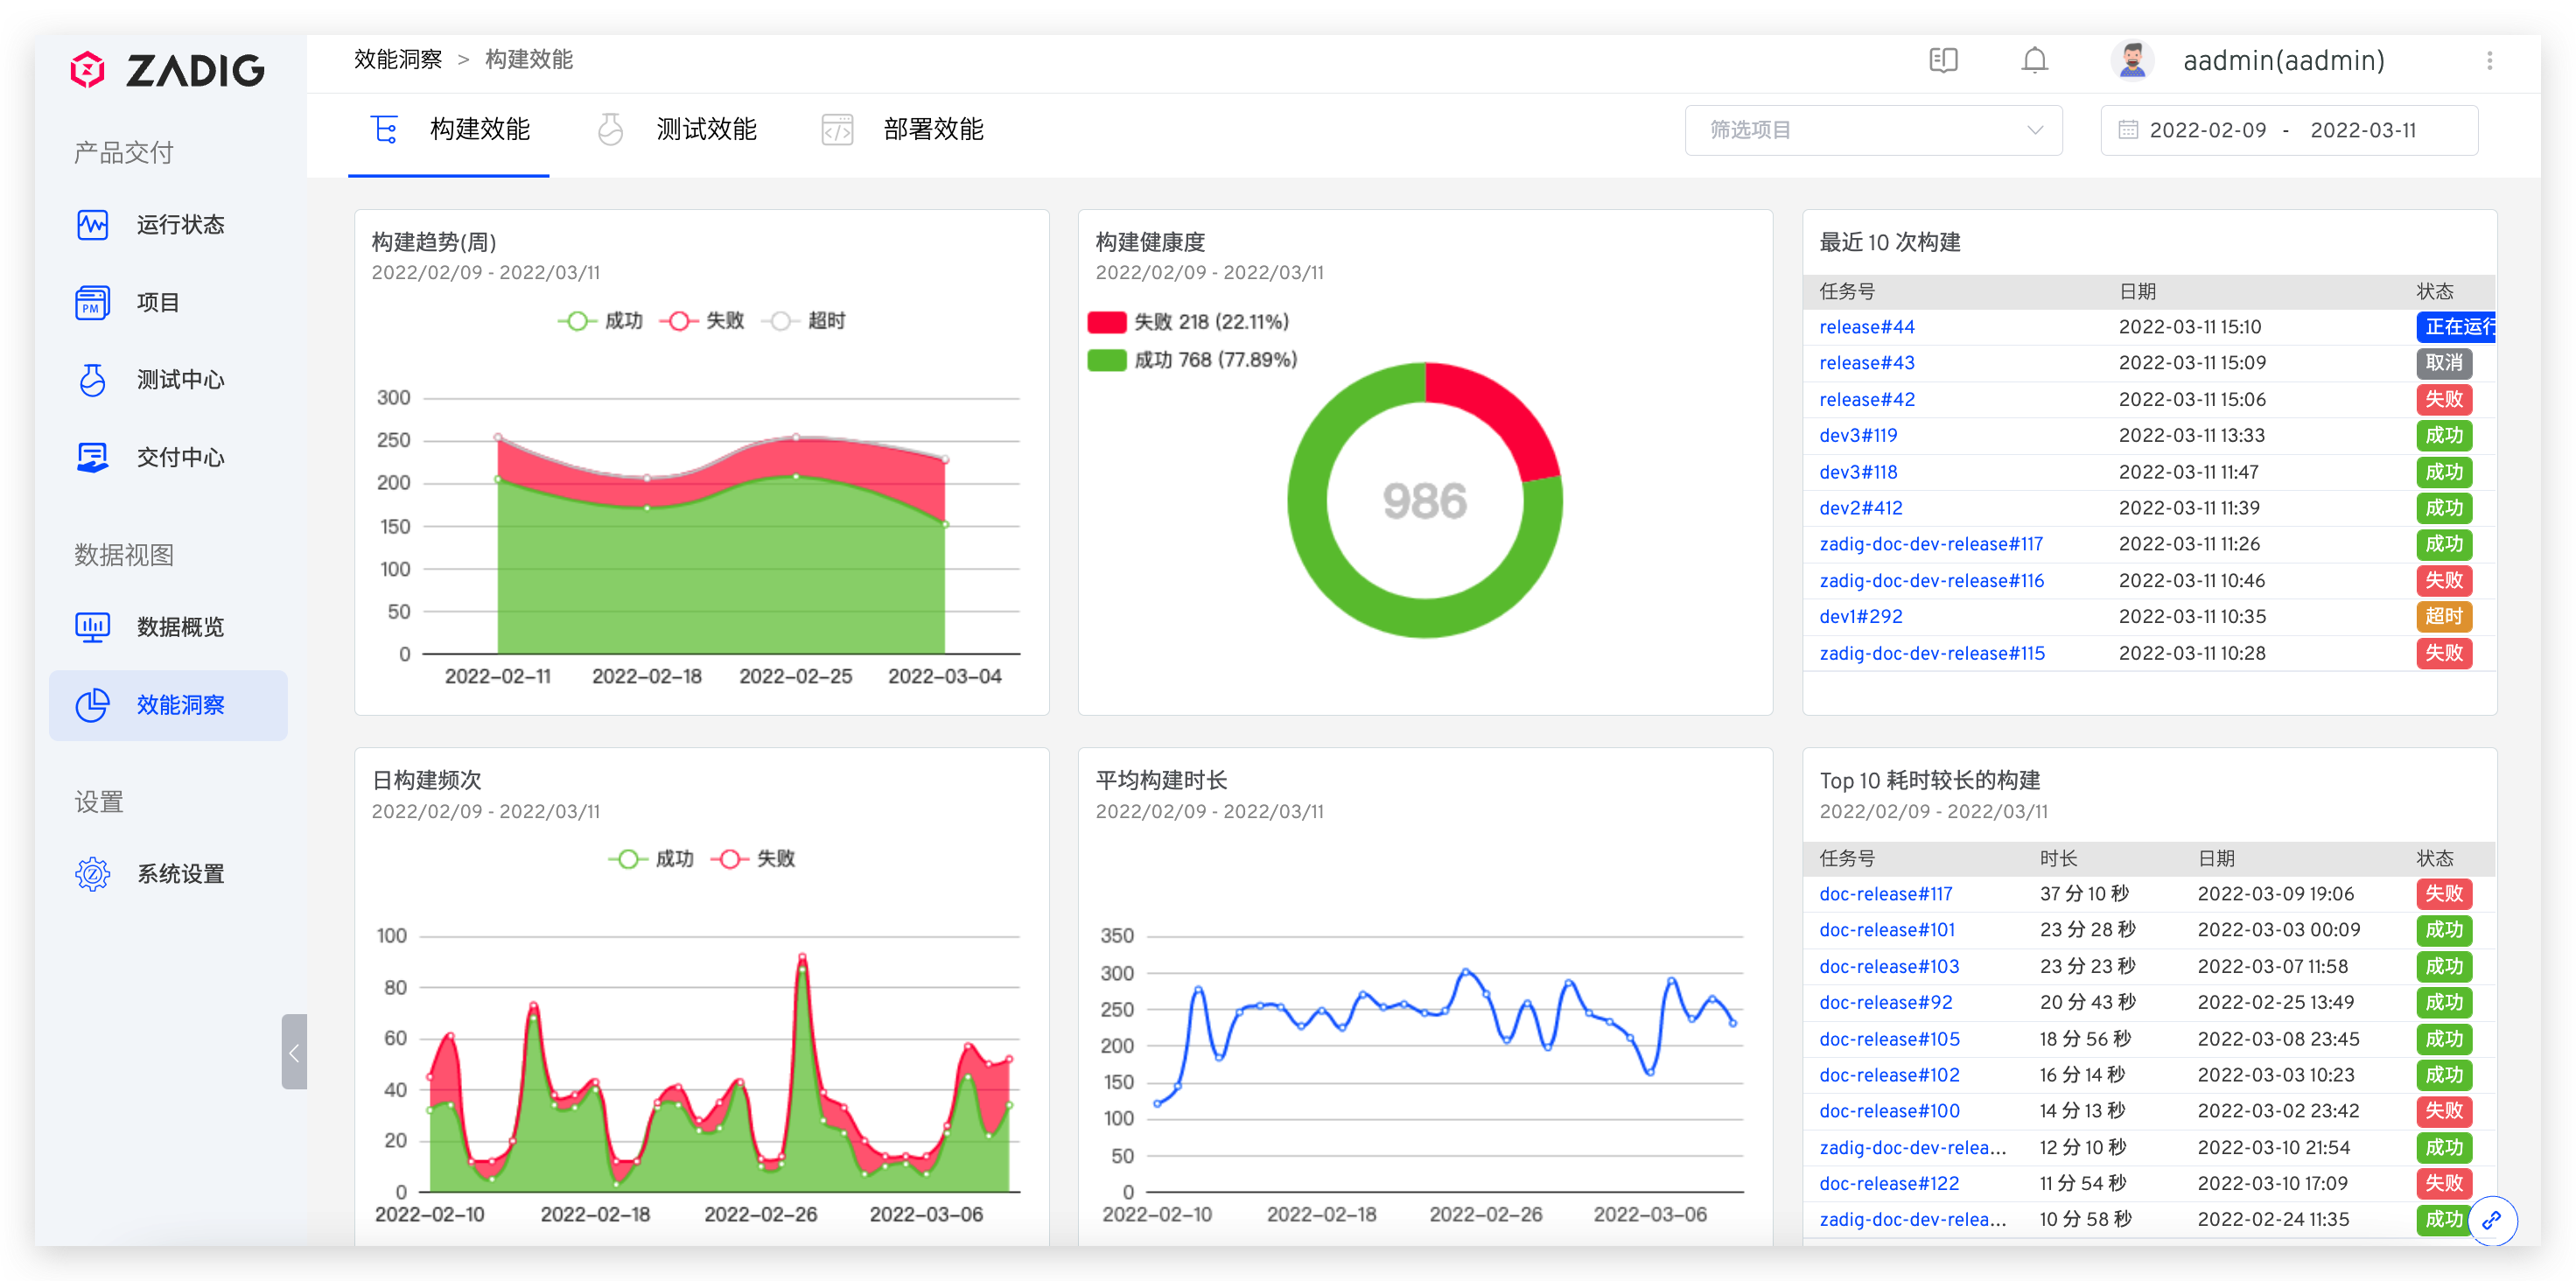 ZADIG
产品交付
运行状态
PM
项目
测试中心
交付中心
数据视图
数据概览
效能洞察
设置
系统设置
效能洞察 > 构建效能
aadmin(aadmin)
构建效能 测试效能 部署效能
筛选项目
2022-02-09 - 2022-03-11
构建趋势(周)
2022/02/09 - 2022/03/11
成功 失败 超时
300
250
200
150
100
50
0
2022-02-11 2022-02-18 2022-02-25 2022-03-04
构建健康度
2022/02/09 - 2022/03/11
失败 218 (22.11%)
成功 768 (77.89%)
986
最近 10 次构建
任务号 日期 状态
release#44 2022-03-11 15:10 正在运行
release#43 2022-03-11 15:09 取消
release#42 2022-03-11 15:06 失败
dev3#119 2022-03-11 13:33 成功
dev3#118 2022-03-11 11:47 成功
dev2#412 2022-03-11 11:39 成功
zadig-doc-dev-release#117 2022-03-11 11:26 成功
zadig-doc-dev-release#116 2022-03-11 10:46 失败
dev1#292 2022-03-11 10:35 超时
zadig-doc-dev-release#115 2022-03-11 10:28 失败
日构建频次
2022/02/09 - 2022/03/11
成功 失败
100
80
60
40
20
0
2022-02-10 2022-02-18 2022-02-26 2022-03-06
平均构建时长
2022/02/09 - 2022/03/11
350
300
250
200
150
100
50
0
2022-02-10 2022-02-18 2022-02-26 2022-03-06
Top 10 耗时较长的构建
2022/02/09 - 2022/03/11
任务号 时长 日期 状态
doc-release#117 37 分 10 秒 2022-03-09 19:06 失败
doc-release#101 23 分 28 秒 2022-03-03 00:09 成功
doc-release#103 23 分 23 秒 2022-03-07 11:58 成功
doc-release#92 20 分 43 秒 2022-02-25 13:49 成功
doc-release#105 18 分 56 秒 2022-03-08 23:45 成功
doc-release#102 16 分 14 秒 2022-03-03 10:23 成功
doc-release#100 14 分 13 秒 2022-03-02 23:42 失败
zadig-doc-dev-relea... 12 分 10 秒 2022-03-10 21:54 成功
doc-release#122 11 分 54 秒 2022-03-10 17:09 失败
zadig-doc-dev-relea... 10 分 58 秒 2022-02-24 11:35 成功